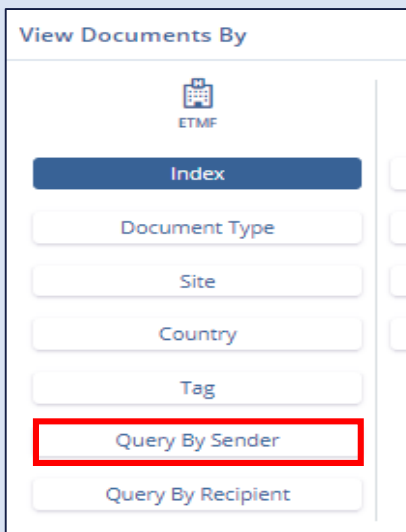 View Documents By
ETMF
Index
Document Type
Site
Country
Tag
Query By Sender
Query By Recipient